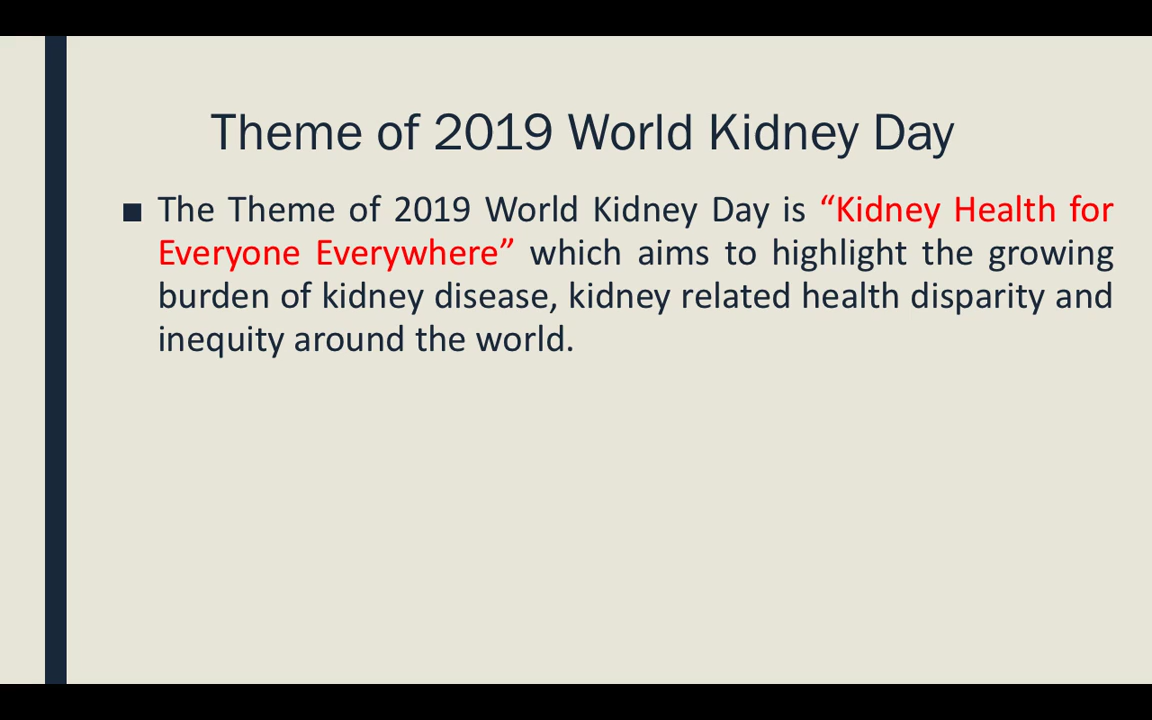 Theme of 2019 World Kidney Day
■ The Theme of 2019 World Kidney Day is “Kidney Health for
Everyone Everywhere” which aims to highlight the growing
burden of kidney disease, kidney related health disparity and
inequity around the world.